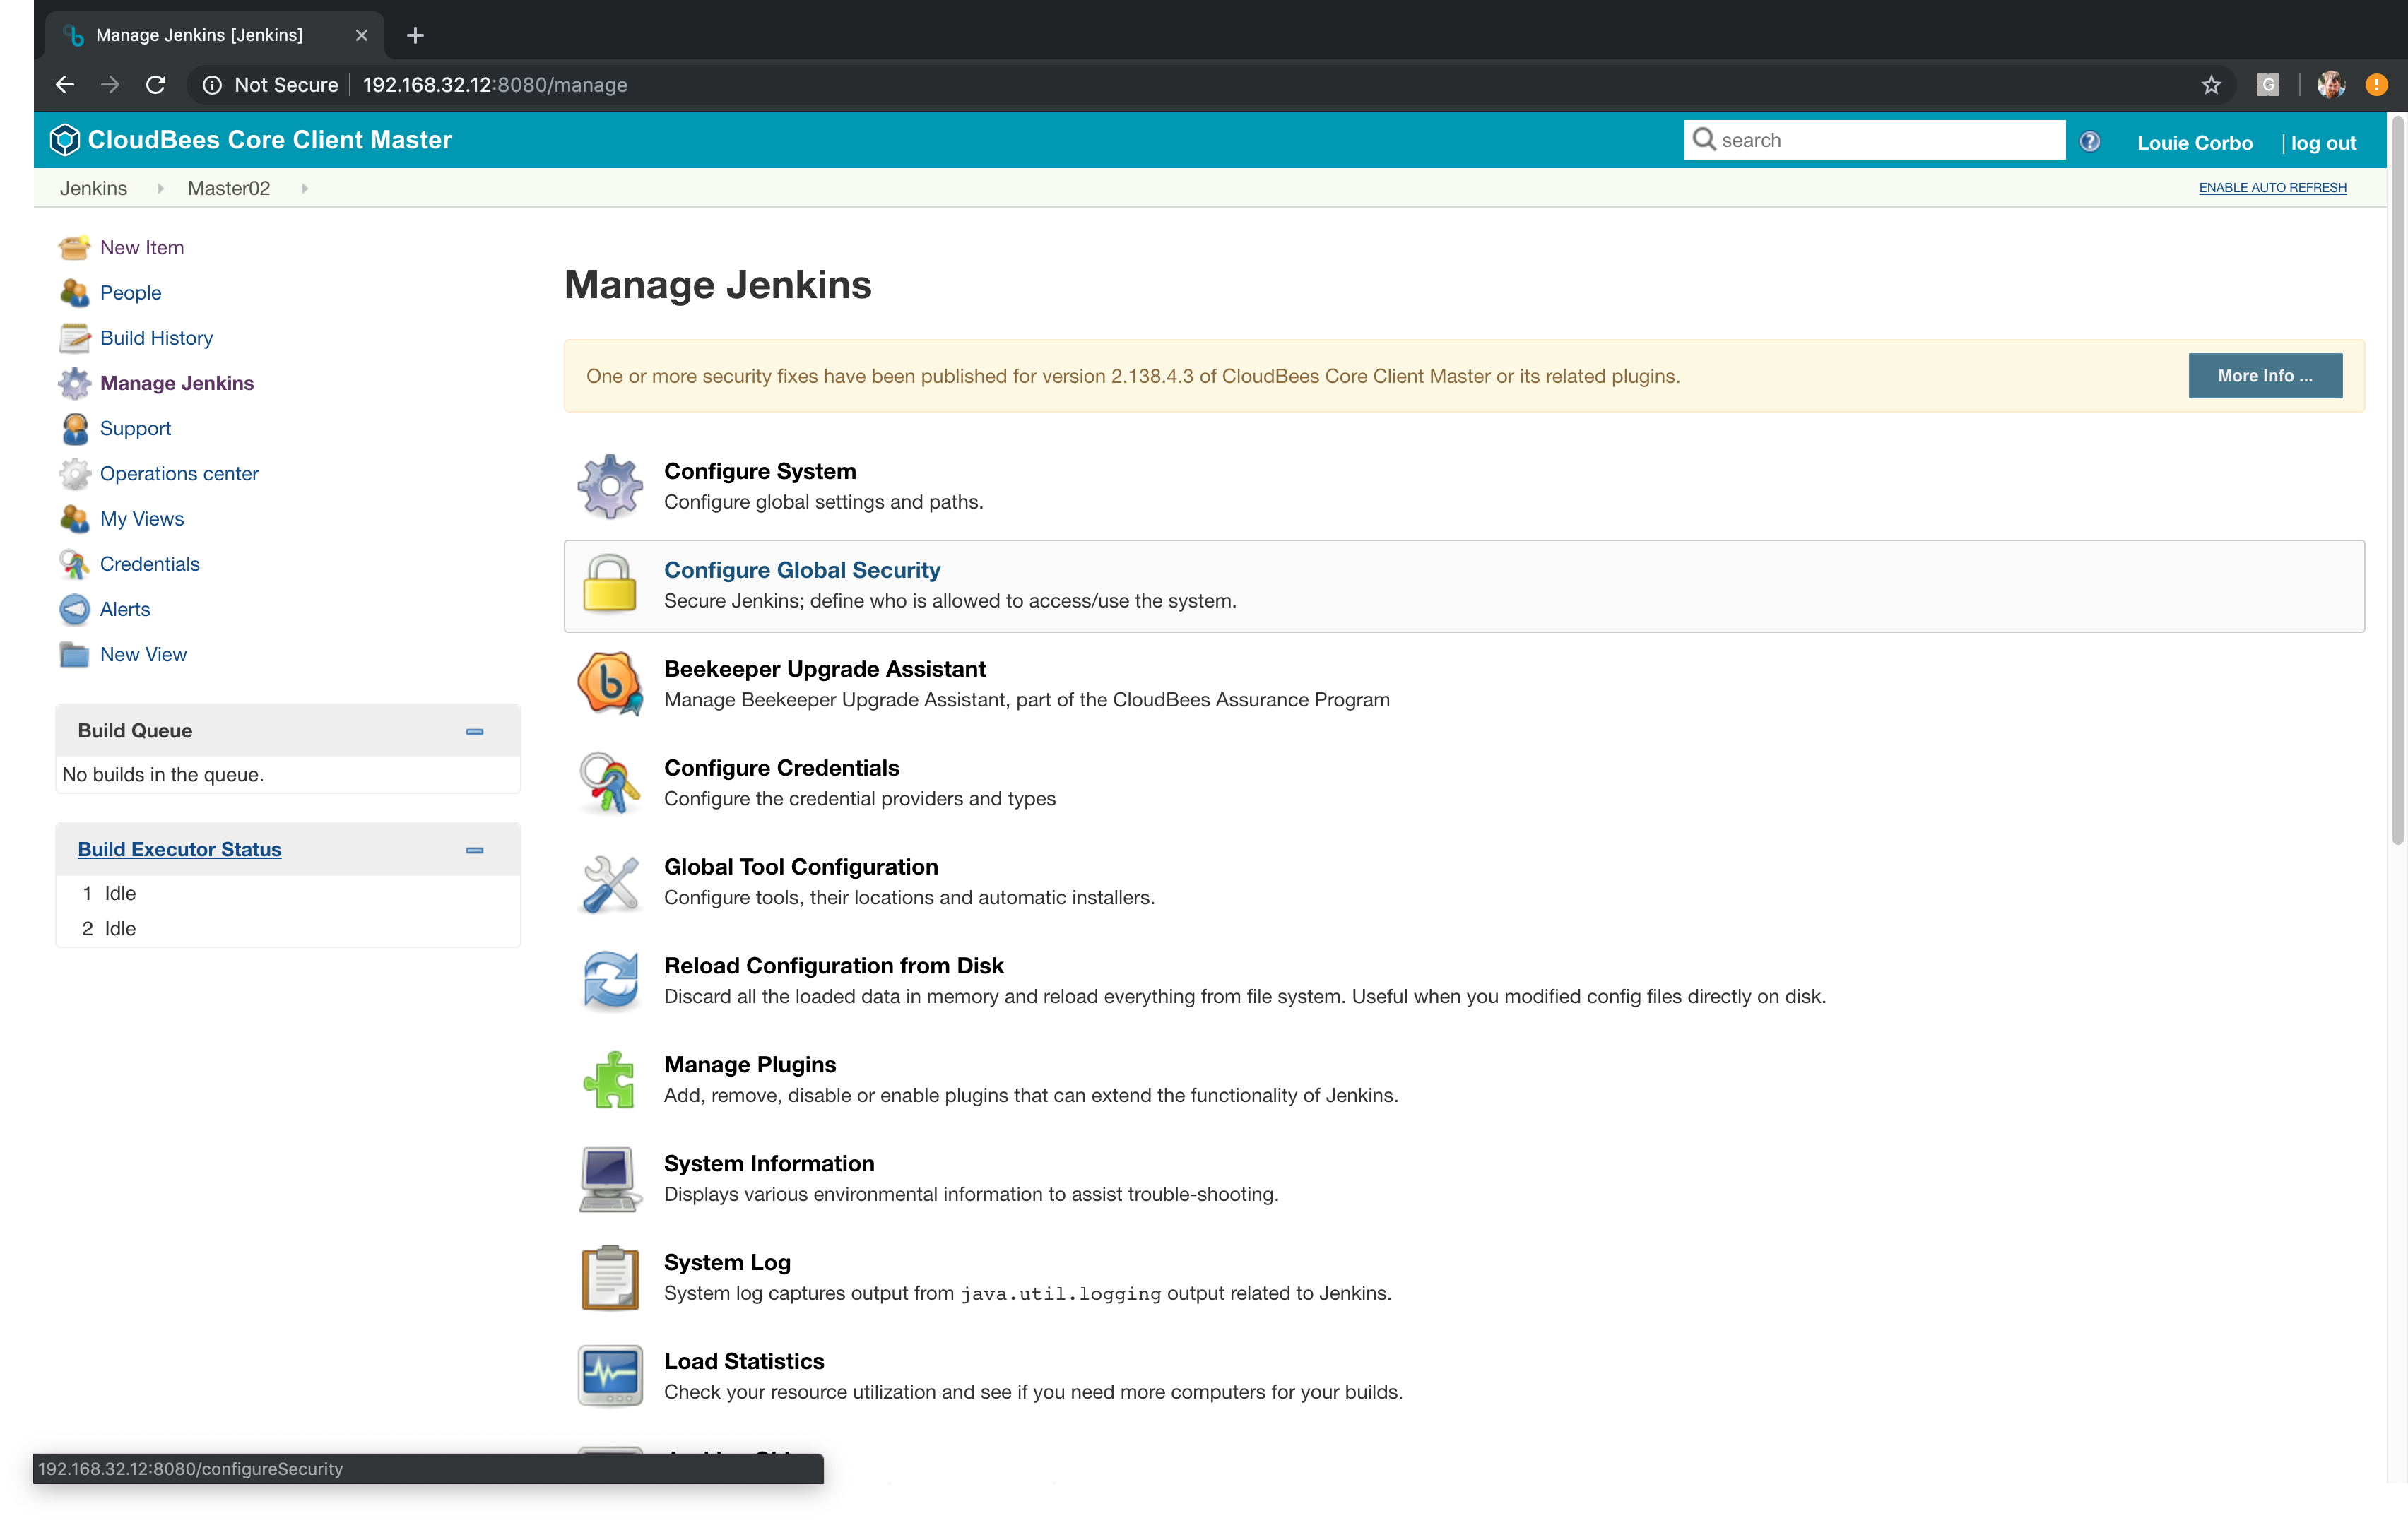 Manage Jenkins [Jenkins]
Not Secure | 192.168.32.12:8080/manage
CloudBees Core Client Master
search
Louie Corbo
| log out
Jenkins
Master02
ENABLE AUTO REFRESH
New Item
People
Build History
Manage Jenkins
Support
Operations center
My Views
Credentials
Alerts
New View
Build Queue
No builds in the queue.
Build Executor Status
1 Idle
2 Idle
Manage Jenkins
One or more security fixes have been published for version 2.138.4.3 of CloudBees Core Client Master or its related plugins.
More Info ...
Configure System
Configure global settings and paths.
Configure Global Security
Secure Jenkins; define who is allowed to access/use the system.
Beekeeper Upgrade Assistant
Manage Beekeeper Upgrade Assistant, part of the CloudBees Assurance Program
Configure Credentials
Configure the credential providers and types
Global Tool Configuration
Configure tools, their locations and automatic installers.
Reload Configuration from Disk
Discard all the loaded data in memory and reload everything from file system. Useful when you modified config files directly on disk.
Manage Plugins
Add, remove, disable or enable plugins that can extend the functionality of Jenkins.
System Information
Displays various environmental information to assist trouble-shooting.
System Log
System log captures output from java.util.logging output related to Jenkins.
Load Statistics
Check your resource utilization and see if you need more computers for your builds.
192.168.32.12:8080/configureSecurity